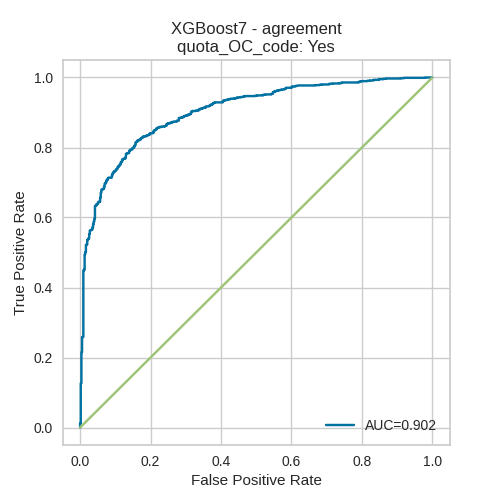 XGBoost7 - agreement
quota_OC_code: Yes
True Positive Rate
1.0
0.8
0.6
0.4
0.2
0.0
AUC=0.902
0.0 0.2 0.4 0.6 0.8 1.0
False Positive Rate